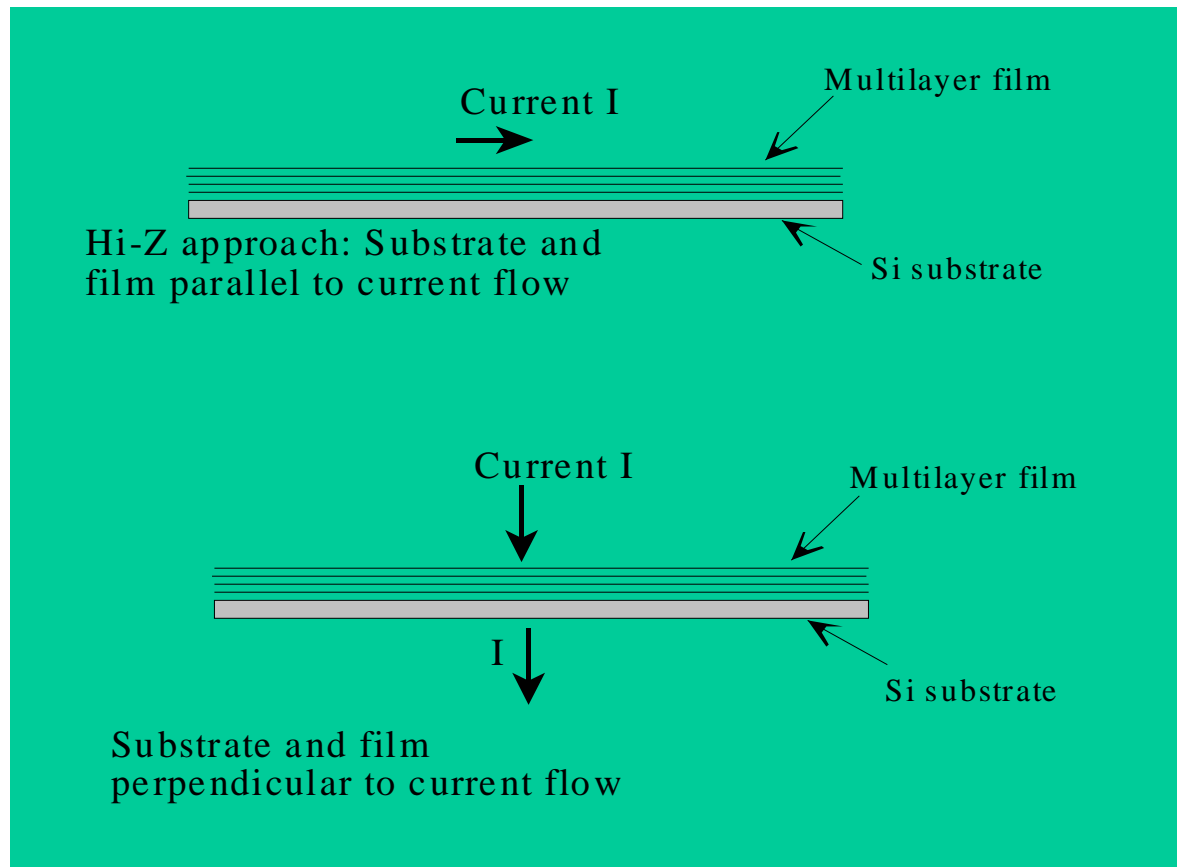 Multilayer film
Current I
Hi-Z approach: Substrate and
film parallel to current flow
Si substrate
Current I
Multilayer film
I
Si substrate
Substrate and film
perpendicular to current flow